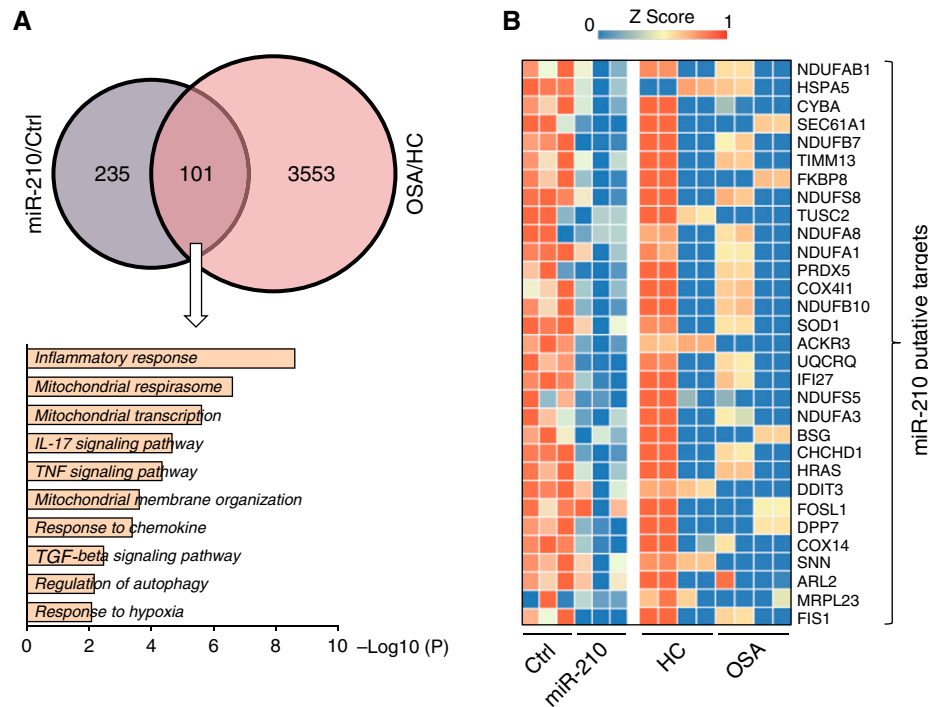 A
miR-210/Ctrl
235
101
3553
OSA/HC
Inflammatory response
Mitochondrial respirasome
Mitochondrial transcription
IL-17 signaling pathway
TNF signaling pathway
Mitochondrial membrane organization
Response to chemokine
TGF-beta signaling pathway
Regulation of autophagy
Response to hypoxia
0 2 4 6 8 10 –Log10 (P)
B
Z Score
0 1
NDUFAB1
HSPA5
CYBA
SEC61A1
NDUFB7
TIMM13
FKBP8
NDUFS8
TUSC2
NDUFA8
NDUFA1
PRDX5
COX4I1
NDUFB10
SOD1
ACKR3
UQCRQ
IFI27
NDUFS5
NDUFA3
BSG
CHCHD1
HRAS
DDIT3
FOSL1
DPP7
COX14
SNN
ARL2
MRPL23
FIS1
miR-210 putative targets
Ctrl
miR-210
HC
OSA